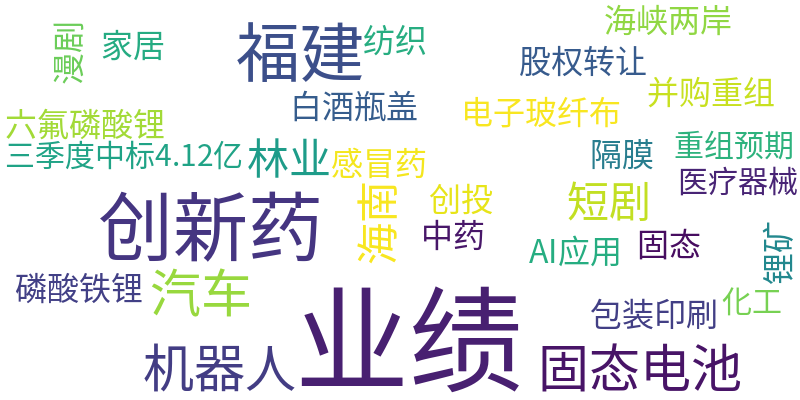 海峡两岸
漫剧
家居
福建
纺织
股权转让
白酒瓶盖
电子玻纤布
并购重组
六氟磷酸锂
三季度中标4.12亿
林业
感冒药
隔膜
重组预期
医疗器械
创新药
海南
创投
短剧
中药
AI应用
固态
锂矿
磷酸铁锂
汽车
包装印刷
化工
机器人
业绩
固态电池